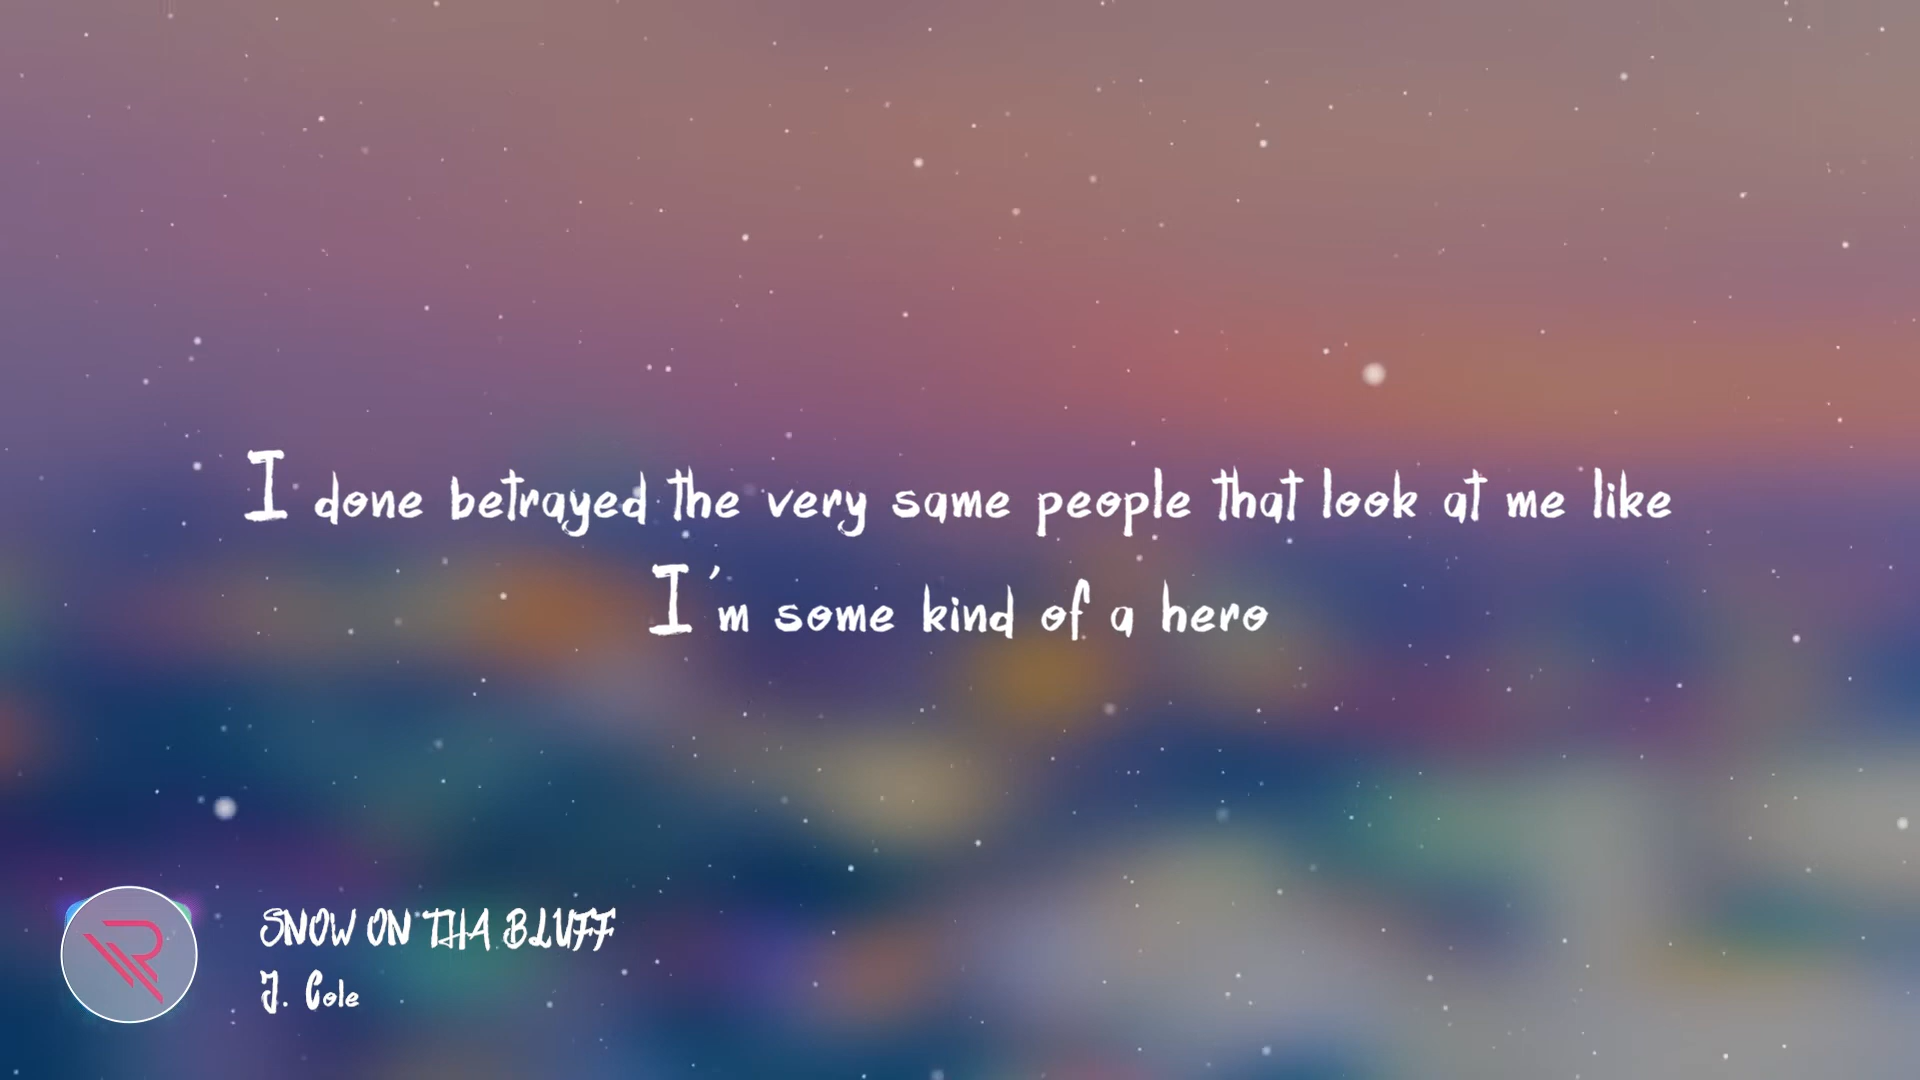 I done betrayed the very same people that look at me like
I'm some kind of a hero
SNOW ON THA BLUFF
J. Cole